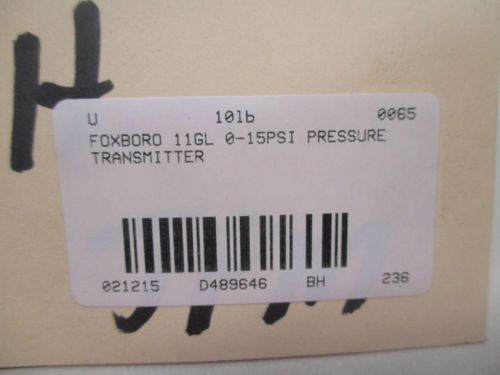 H
U 10lb 0065
FOXBORO 11GL 0-15PSI PRESSURE
TRANSMITTER
021215 D489646 BH 236